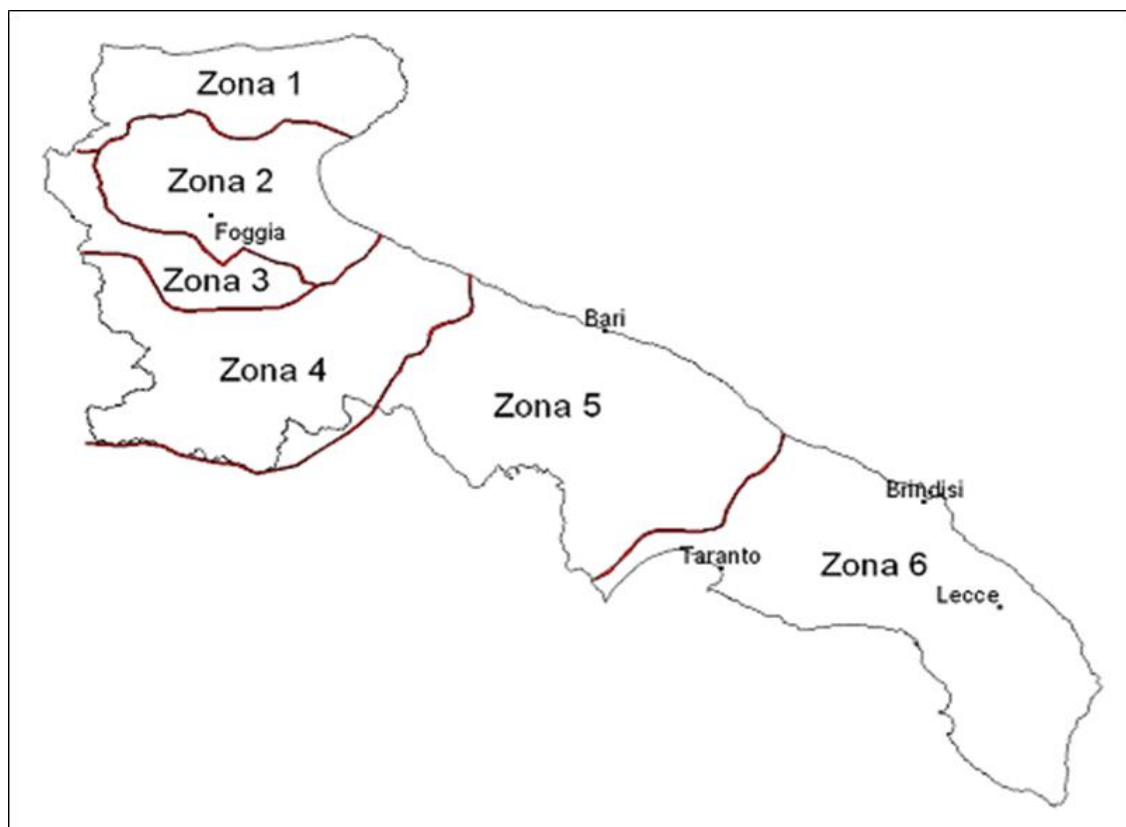 Zona 1
Zona 2
Foggia
Zona 3
Bari
Zona 4
Zona 5
Brindisi
Taranto
Zona 6
Lecce